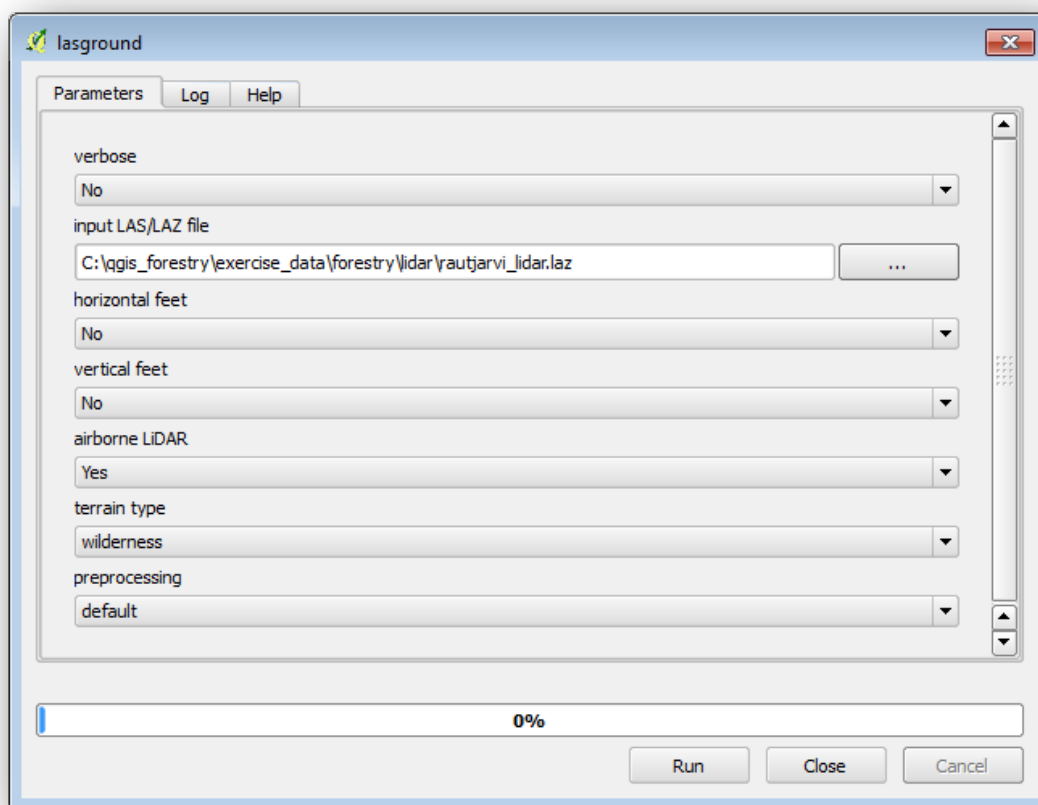 lasground
Parameters Log Help
verbose
No
input LAS/LAZ file
C:\qgis_forestry\exercise_data\forestry\lidar\rautjarvi_lidar.laz ...
horizontal feet
No
vertical feet
No
airborne LiDAR
Yes
terrain type
wilderness
preprocessing
default
0%
Run Close Cancel